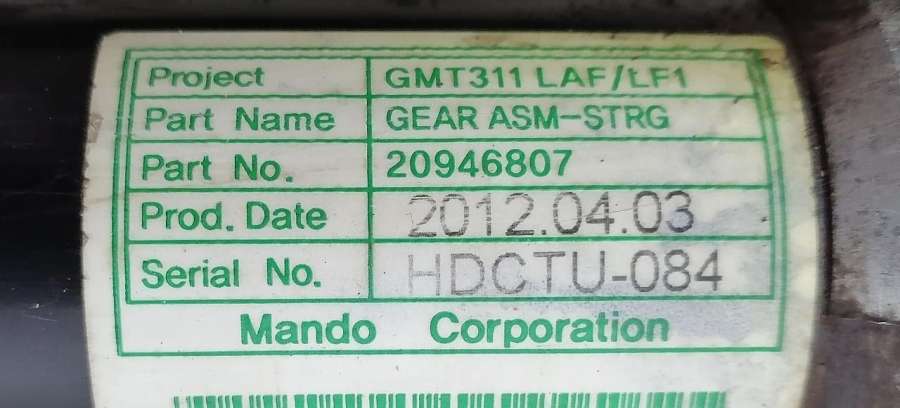 Project GMT311 LAF/LF1
Part Name GEAR ASM-STRG
Part No. 20946807
Prod. Date 2012.04.03
Serial No. HDCTU-084
Mando Corporation